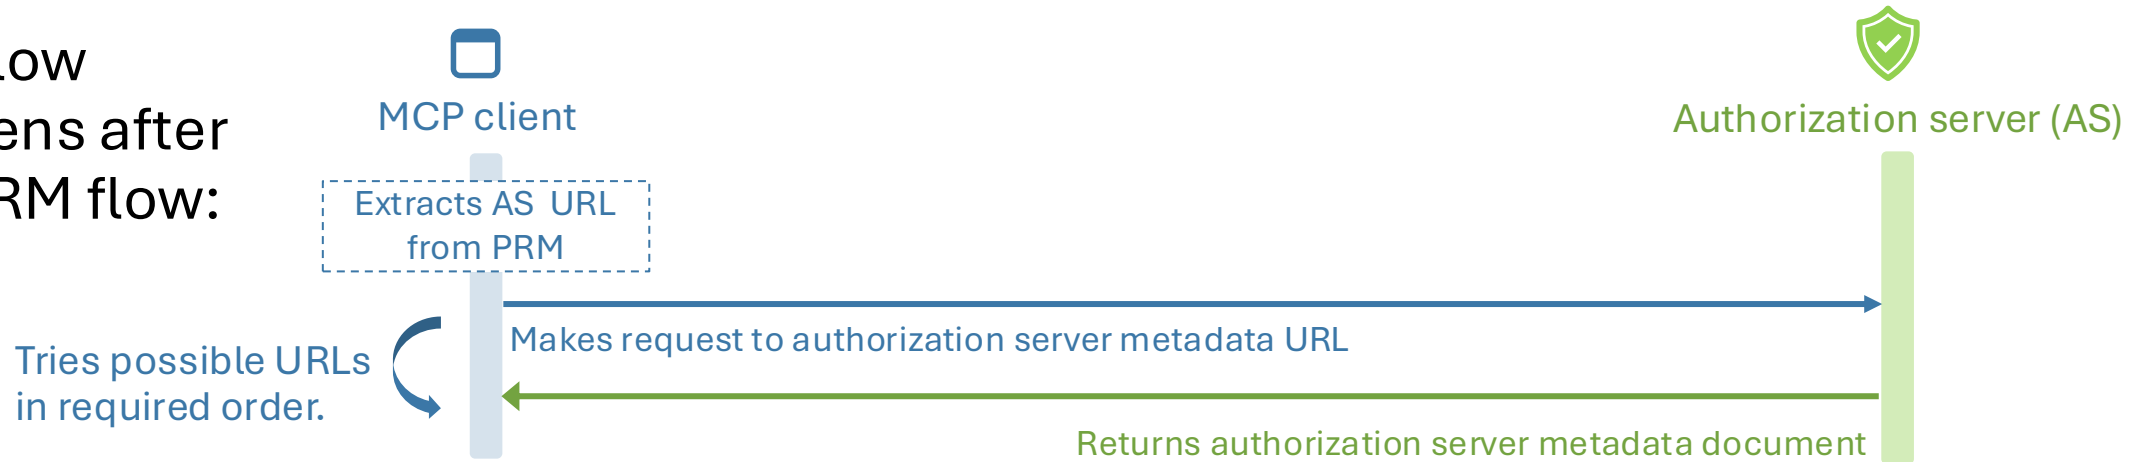 low
ens after
RM flow:
MCP client
Authorization server (AS)
Extracts AS URL
from PRM
Makes request to authorization server metadata URL
Tries possible URLs
in required order.
Returns authorization server metadata document